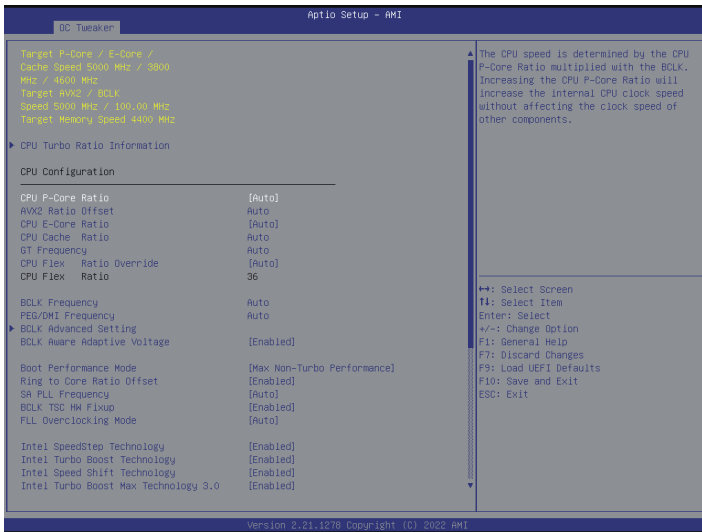 Aptio Setup - AMI
OC Tweaker
Target P-Core / E-Core /
Cache Speed 5000 MHz / 3800
MHz / 4600 MHz
Target AVX2 / BCLK
Speed 5000 MHz / 100.00 MHz
Target Memory Speed 4400 MHz
CPU Turbo Ratio Information
CPU Configuration
CPU P-Core Ratio [Auto]
AVX2 Ratio Offset Auto
CPU E-Core Ratio [Auto]
CPU Cache Ratio Auto
GT Frequency Auto
CPU Flex Ratio Override [Auto]
CPU Flex Ratio 36
BCLK Frequency Auto
PEG/DMI Frequency Auto
BCLK Advanced Setting
BCLK Aware Adaptive Voltage [Enabled]
Boot Performance Mode [Max Non-Turbo Performance]
Ring to Core Ratio Offset [Enabled]
SA PLL Frequency [Auto]
BCLK TSC HW Fixup [Enabled]
FLL Overclocking Mode [Auto]
Intel SpeedStep Technology [Enabled]
Intel Turbo Boost Technology [Enabled]
Intel Speed Shift Technology [Enabled]
Intel Turbo Boost Max Technology 3.0 [Enabled]
The CPU speed is determined by the CPU
P-Core Ratio multiplied with the BCLK.
Increasing the CPU P-Core Ratio will
increase the internal CPU clock speed
without affecting the clock speed of
other components.
↔: Select Screen
↑↓: Select Item
Enter: Select
+/-: Change Option
F1: General Help
F7: Discard Changes
F9: Load UEFI Defaults
F10: Save and Exit
ESC: Exit
Version 2.21.1278 Copyright (C) 2022 AMI